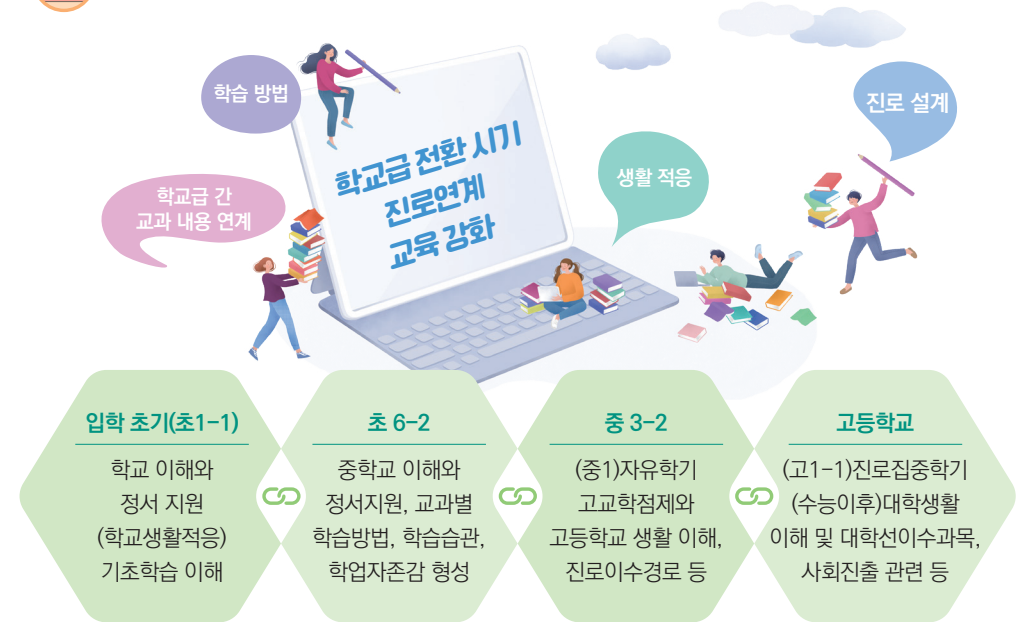 학습 방법
진로 설계
학교급 전환 시기
진로연계
교육 강화
생활 적응
학교급 간
교과 내용 연계
입학 초기(초1-1)
학교 이해와
정서 지원
(학교생활적응)
기초학습 이해
초 6-2
중학교 이해와
정서지원, 교과별
학습방법, 학습습관,
학업자존감 형성
중 3-2
(중1)자유학기
고교학점제와
고등학교 생활 이해,
진로이수경로 등
고등학교
(고1-1)진로집중학기
(수능이후)대학생활
이해 및 대학선이수과목,
사회진출 관련 등